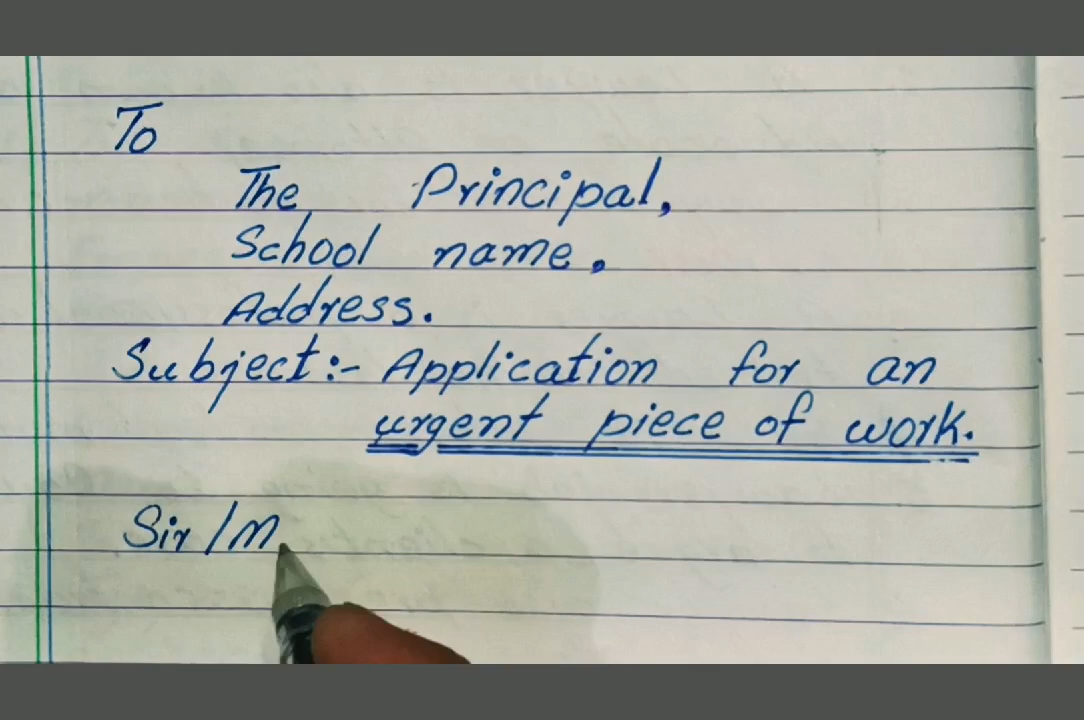 To
The Principal,
School name,
Address.
Subject:- Application for an
urgent piece of work.
Sir/M